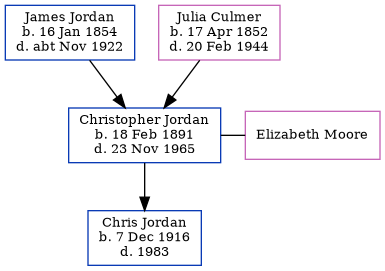 James Jordan
b. 16 Jan 1854
d. abt Nov 1922
Julia Culmer
b. 17 Apr 1852
d. 20 Feb 1944
Christopher Jordan
b. 18 Feb 1891
d. 23 Nov 1965
Elizabeth Moore
Chris Jordan
b. 7 Dec 1916
d. 1983